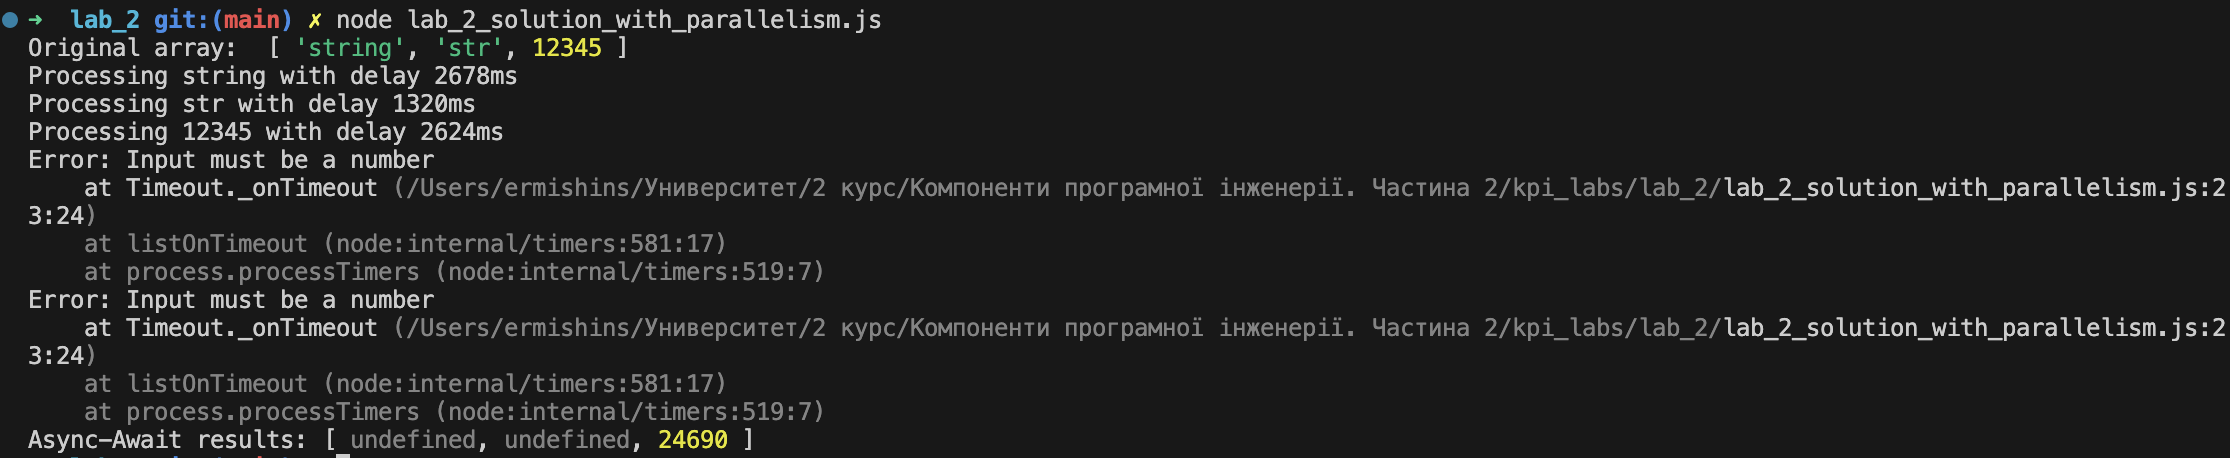 ➜  lab_2 git:(main) ✗ node lab_2_solution_with_parallelism.js
Original array:  [ 'string', 'str', 12345 ]
Processing string with delay 2678ms
Processing str with delay 1320ms
Processing 12345 with delay 2624ms
Error: Input must be a number
    at Timeout._onTimeout (/Users/ermishins/Университет/2 курс/Компоненти програмної інженерії. Частина 2/kpi_labs/lab_2/lab_2_solution_with_parallelism.js:2
3:24)
    at listOnTimeout (node:internal/timers:581:17)
    at process.processTimers (node:internal/timers:519:7)
Error: Input must be a number
    at Timeout._onTimeout (/Users/ermishins/Университет/2 курс/Компоненти програмної інженерії. Частина 2/kpi_labs/lab_2/lab_2_solution_with_parallelism.js:2
3:24)
    at listOnTimeout (node:internal/timers:581:17)
    at process.processTimers (node:internal/timers:519:7)
Async-Await results: [ undefined, undefined, 24690 ]